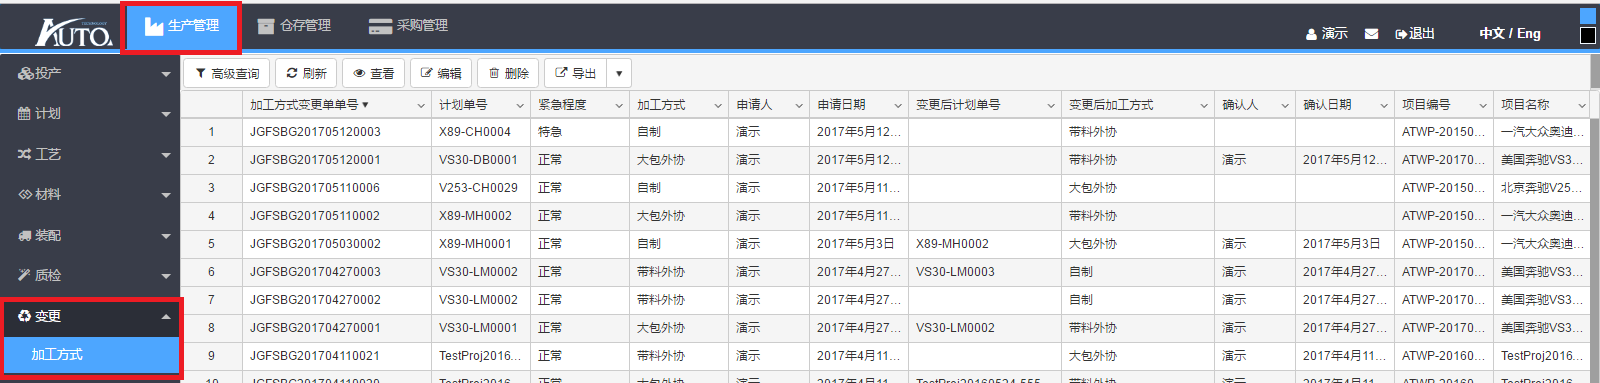 AUTO 生产管理 仓存管理 采购管理 演示 退出 中文 / Eng
投产
计划
工艺
材料
装配
质检
变更
加工方式
高级查询 刷新 查看 编辑 删除 导出
加工方式变更单单号 计划单号 紧急程度 加工方式 申请人 申请日期 变更后计划单号 变更后加工方式 确认人 确认日期 项目编号 项目名称
1 JGFSBG201705120003 X89-CH0004 特急 自制 演示 2017年5月12... 带料外协 ATWP-20150... 一汽大众奥迪...
2 JGFSBG201705120001 VS30-DB0001 正常 大包外协 演示 2017年5月12... 带料外协 演示 2017年5月12... ATWP-20170... 美国奔驰VS3...
3 JGFSBG201705110006 V253-CH0029 正常 自制 演示 2017年5月11... 大包外协 ATWP-20150... 北京奔驰V25...
4 JGFSBG201705110002 X89-MH0002 正常 大包外协 演示 2017年5月11... 带料外协 ATWP-20150... 一汽大众奥迪...
5 JGFSBG201705030002 X89-MH0001 正常 自制 演示 2017年5月3日 X89-MH0002 大包外协 演示 2017年5月3日 ATWP-20150... 一汽大众奥迪...
6 JGFSBG201704270003 VS30-LM0002 正常 带料外协 演示 2017年4月27... VS30-LM0003 自制 演示 2017年4月27... ATWP-20170... 美国奔驰VS3...
7 JGFSBG201704270002 VS30-LM0002 正常 带料外协 演示 2017年4月27... 自制 演示 2017年4月27... ATWP-20170... 美国奔驰VS3...
8 JGFSBG201704270001 VS30-LM0001 正常 大包外协 演示 2017年4月27... VS30-LM0002 带料外协 演示 2017年4月27... ATWP-20170... 美国奔驰VS3...
9 JGFSBG201704110021 TestProj2016... 正常 带料外协 演示 2017年4月11... 大包外协 演示 2017年4月11... ATWP-20160... TestProj2016...